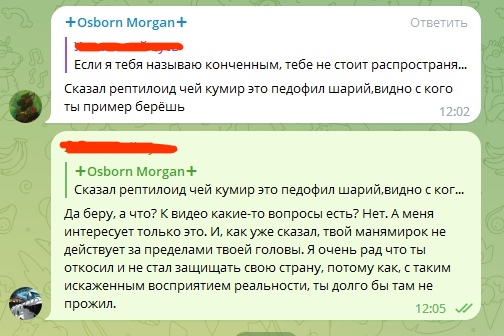 +Osborn Morgan+ Ответить
Если я тебя называю конченным, тебе не стоит распространя...
Сказал рептилоид чей кумир это педофил шарий,видно с кого
ты пример берёшь
12:02
+Osborn Morgan+
Сказал рептилоид чей кумир это педофил шарий,видно с ког...
Да беру, а что? К видео какие-то вопросы есть? Нет. А меня
интересует только это. И, как уже сказал, твой манямирок не
действует за пределами твоей головы. Я очень рад что ты
откосил и не стал защищать свою страну, потому как, с таким
искаженным восприятием реальности, ты долго бы там не
прожил.
12:05